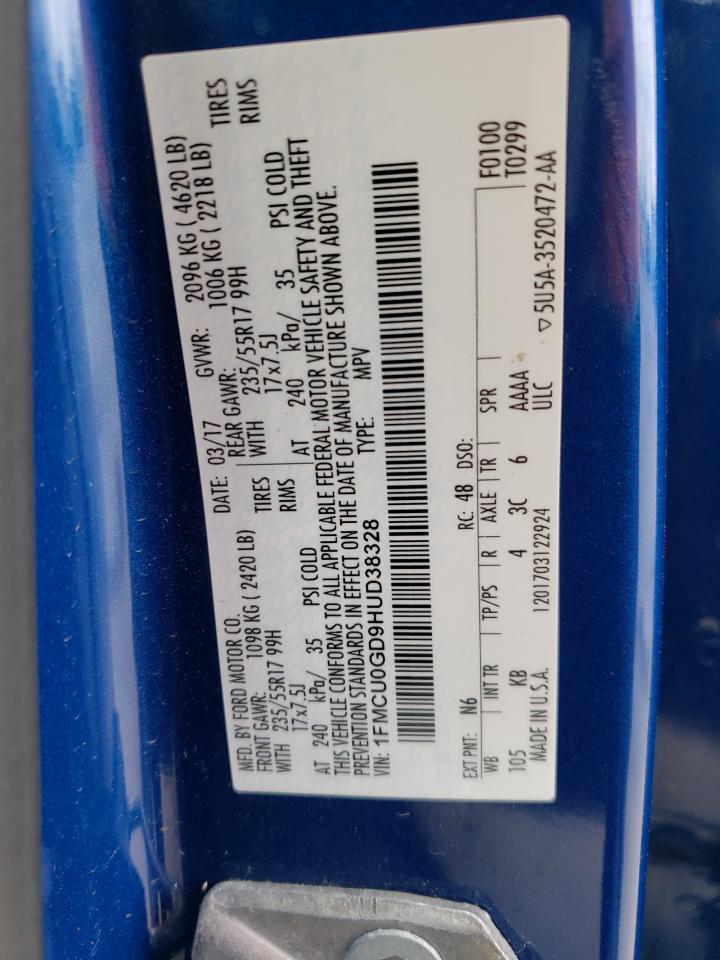 MFD. BY FORD MOTOR CO.
DATE: 03/17 GVWR: 2096 KG ( 4620 LB)
FRONT GAWR: 1098 KG ( 2420 LB) REAR GAWR: 1006 KG ( 2218 LB)
WITH 235/55R17 99H TIRES WITH 235/55R17 99H TIRES
17x7.5J RIMS 17x7.5J RIMS
AT 240 kPa/ 35 PSI COLD AT 240 kPa/ 35 PSI COLD
THIS VEHICLE CONFORMS TO ALL APPLICABLE FEDERAL MOTOR VEHICLE SAFETY AND THEFT
PREVENTION STANDARDS IN EFFECT ON THE DATE OF MANUFACTURE SHOWN ABOVE.
VIN: 1FMCU0GD9HUD38328 TYPE: MPV
EXT PNT: N6 RC: 48 DSO: F0100
T0299
WB INT TR TP/PS R AXLE TR SPR
105 KB 4 3C 6 AAAA
MADE IN U.S.A. 1201703122924 ULC ▽5U5A-3520472-AA